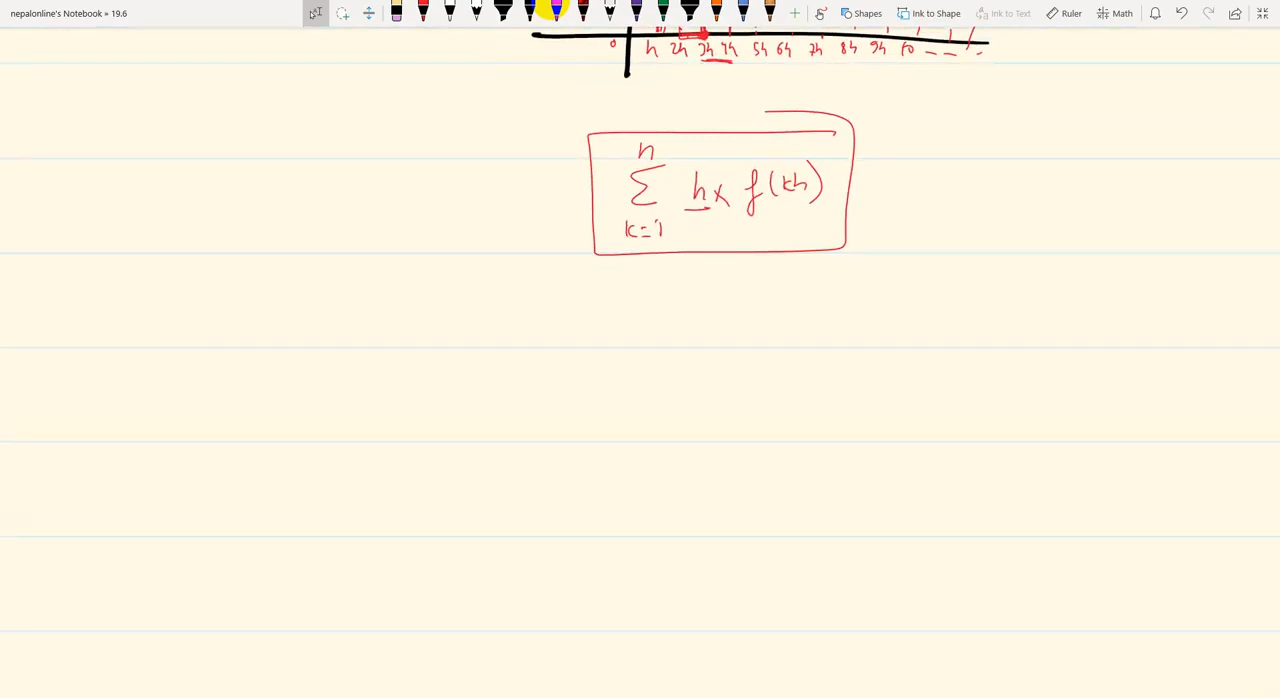 nepalonline's Notebook » 19.6
Shapes Ink to Shape Ink to Text Ruler Math
0 h 2h 3h 4h 5h 6h 7h 8h 9h 10 _ _ _
n
∑ h× f(kh)
k=1